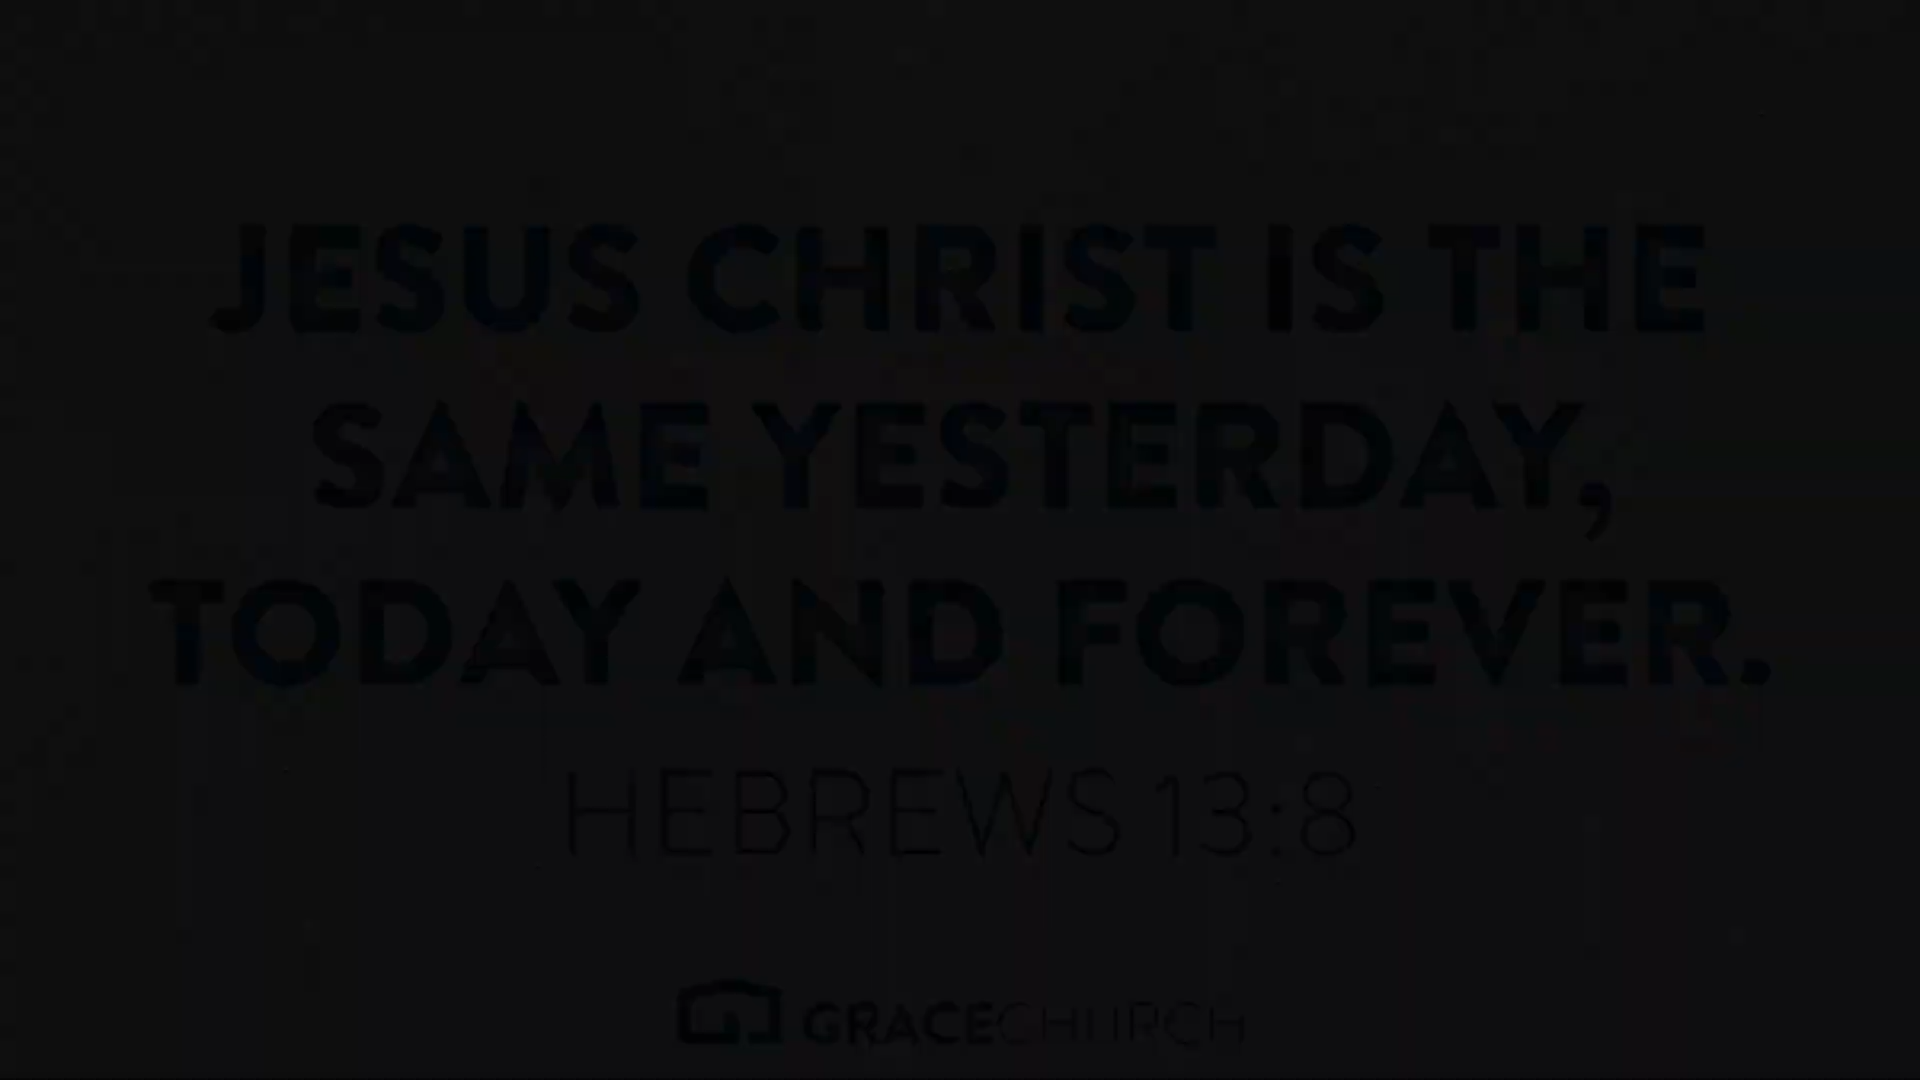 JESUS CHRIST IS THE
SAME YESTERDAY,
TODAY AND FOREVER.
HEBREWS 13:8
GRACECHURCH